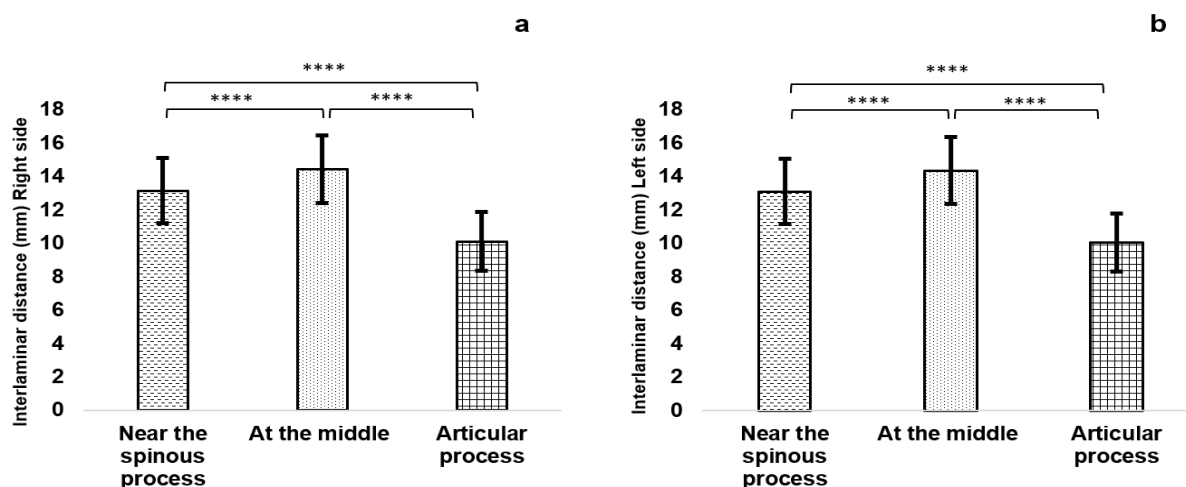 a
****
**** ****
Interlaminar distance (mm) Right side
18
16
14
12
10
8
6
4
2
0
Near the
spinous
process
At the middle
Articular
process
b
****
**** ****
Interlaminar distance (mm) Left side
18
16
14
12
10
8
6
4
2
0
Near the
spinous
process
At the middle
Articular
process